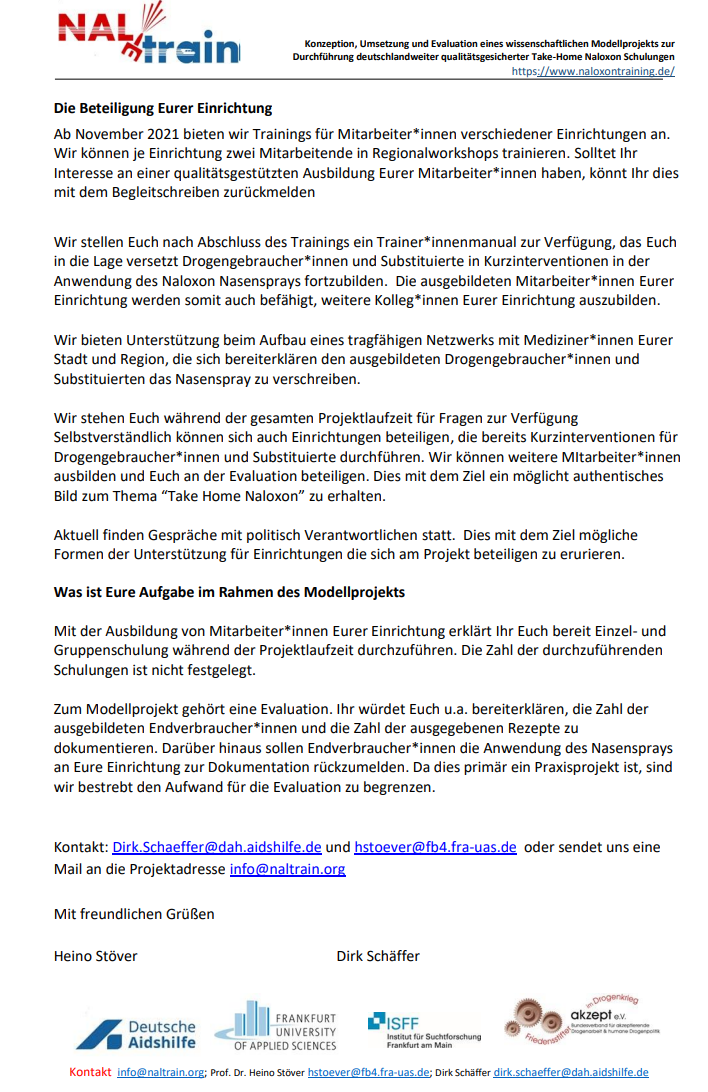 NALtrain
Konzeption, Umsetzung und Evaluation eines wissenschaftlichen Modellprojekts zur
Durchführung deutschlandweiter qualitätsgesicherter Take-Home Naloxon Schulungen
https://www.naloxontraining.de/
Die Beteiligung Eurer Einrichtung
Ab November 2021 bieten wir Trainings für Mitarbeiter*innen verschiedener Einrichtungen an.
Wir können je Einrichtung zwei Mitarbeitende in Regionalworkshops trainieren. Solltet Ihr
Interesse an einer qualitätsgestützten Ausbildung Eurer Mitarbeiter*innen haben, könnt Ihr dies
mit dem Begleitschreiben zurückmelden
Wir stellen Euch nach Abschluss des Trainings ein Trainer*innenmanual zur Verfügung, das Euch
in die Lage versetzt Drogengebraucher*innen und Substituierte in Kurzinterventionen in der
Anwendung des Naloxon Nasensprays fortzubilden.  Die ausgebildeten Mitarbeiter*innen Eurer
Einrichtung werden somit auch befähigt, weitere Kolleg*innen Eurer Einrichtung auszubilden.
Wir bieten Unterstützung beim Aufbau eines tragfähigen Netzwerks mit Mediziner*innen Eurer
Stadt und Region, die sich bereiterklären den ausgebildeten Drogengebraucher*innen und
Substituierten das Nasenspray zu verschreiben.
Wir stehen Euch während der gesamten Projektlaufzeit für Fragen zur Verfügung
Selbstverständlich können sich auch Einrichtungen beteiligen, die bereits Kurzinterventionen für
Drogengebraucher*innen und Substituierte durchführen. Wir können weitere MItarbeiter*innen
ausbilden und Euch an der Evaluation beteiligen. Dies mit dem Ziel ein möglicht authentisches
Bild zum Thema “Take Home Naloxon” zu erhalten.
Aktuell finden Gespräche mit politisch Verantwortlichen statt.  Dies mit dem Ziel mögliche
Formen der Unterstützung für Einrichtungen die sich am Projekt beteiligen zu erurieren.
Was ist Eure Aufgabe im Rahmen des Modellprojekts
Mit der Ausbildung von Mitarbeiter*innen Eurer Einrichtung erklärt Ihr Euch bereit Einzel- und
Gruppenschulung während der Projektlaufzeit durchzuführen. Die Zahl der durchzuführenden
Schulungen ist nicht festgelegt.
Zum Modellprojekt gehört eine Evaluation. Ihr würdet Euch u.a. bereiterklären, die Zahl der
ausgebildeten Endverbraucher*innen und die Zahl der ausgegebenen Rezepte zu
dokumentieren. Darüber hinaus sollen Endverbraucher*innen die Anwendung des Nasensprays
an Eure Einrichtung zur Dokumentation rückzumelden. Da dies primär ein Praxisprojekt ist, sind
wir bestrebt den Aufwand für die Evaluation zu begrenzen.
Kontakt: Dirk.Schaeffer@dah.aidshilfe.de und hstoever@fb4.fra-uas.de  oder sendet uns eine
Mail an die Projektadresse info@naltrain.org
Mit freundlichen Grüßen
Heino Stöver Dirk Schäffer
Deutsche
Aidshilfe
FRANKFURT
UNIVERSITY
OF APPLIED SCIENCES
ISFF
Institut für Suchtforschung
Frankfurt am Main
im Drogenkrieg
akzept e.V.
Bundesverband für akzeptierende
Drogenarbeit & humane Drogenpolitik
Friedensstifter
Kontakt  info@naltrain.org; Prof. Dr. Heino Stöver hstoever@fb4.fra-uas.de; Dirk Schäffer dirk.schaeffer@dah.aidshilfe.de